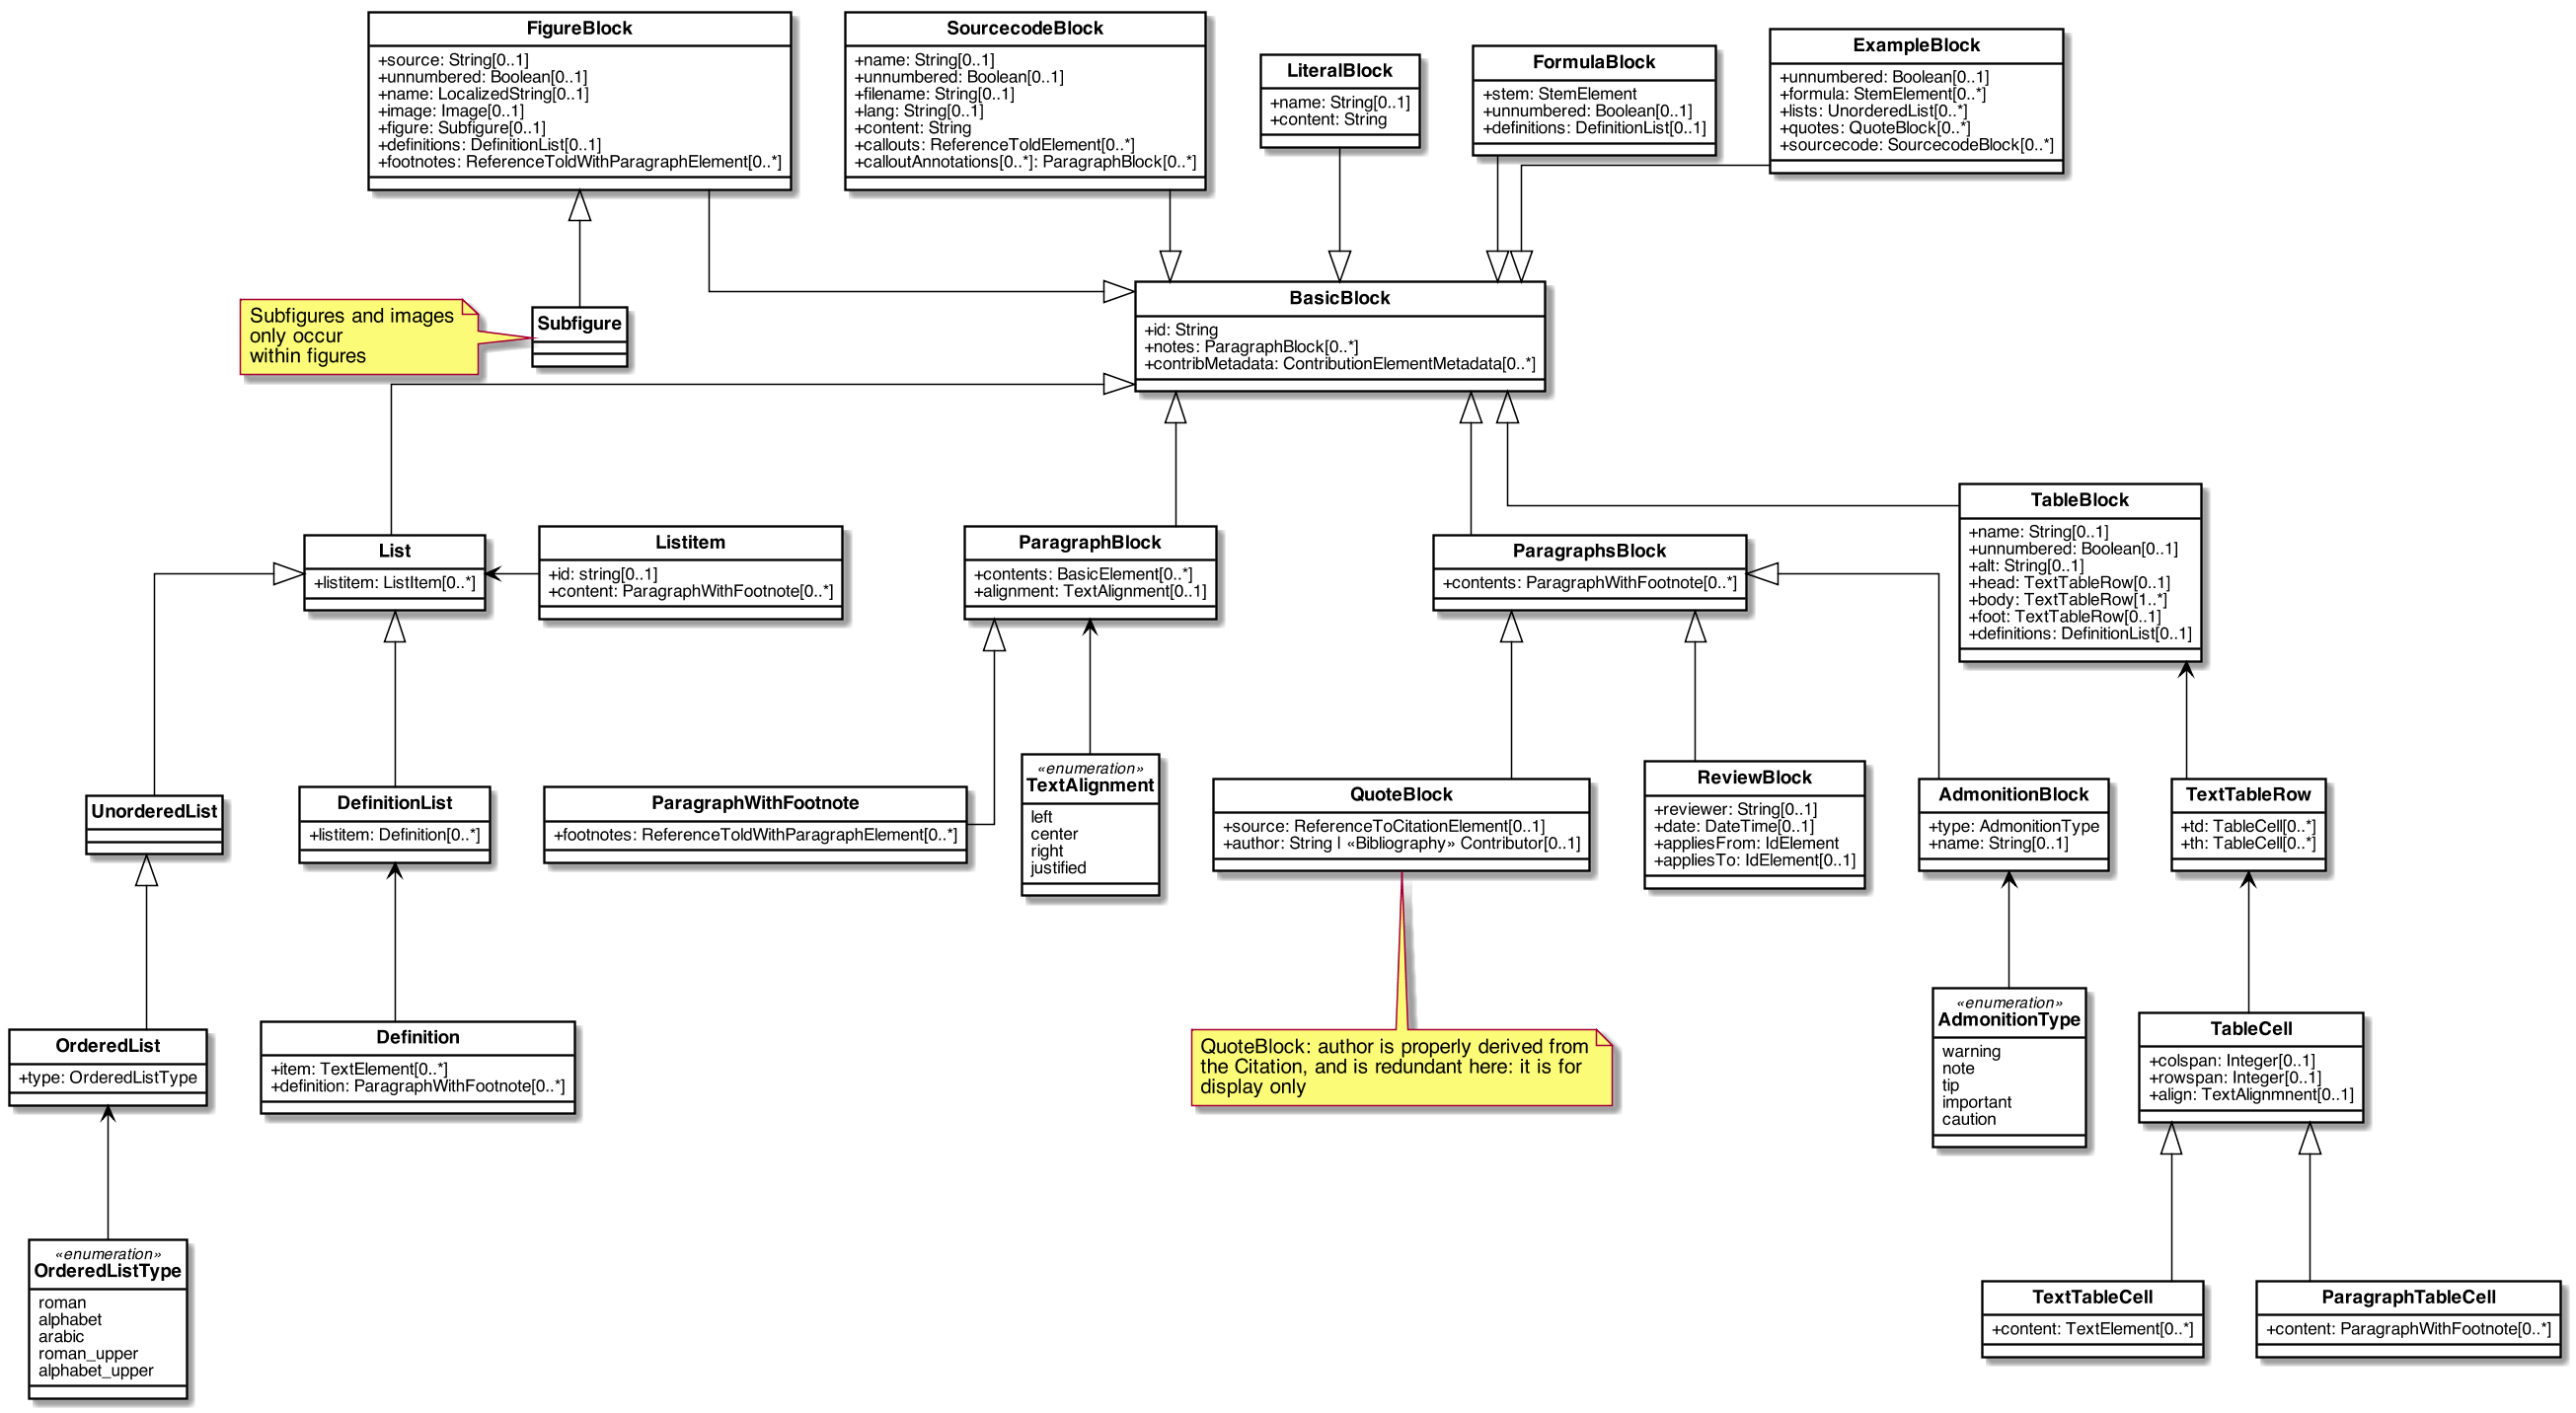 FigureBlock
+source: String[0..1]
+unnumbered: Boolean[0..1]
+name: LocalizedString[0..1]
+image: Image[0..1]
+figure: Subfigure[0..1]
+definitions: DefinitionList[0..1]
+footnotes: ReferenceToIdWithParagraphElement[0..*]
SourcecodeBlock
+name: String[0..1]
+unnumbered: Boolean[0..1]
+filename: String[0..1]
+lang: String[0..1]
+content: String
+callouts: ReferenceToIdElement[0..*]
+calloutAnnotations[0..*]: ParagraphBlock[0..*]
LiteralBlock
+name: String[0..1]
+content: String
FormulaBlock
+stem: StemElement
+unnumbered: Boolean[0..1]
+definitions: DefinitionList[0..1]
ExampleBlock
+unnumbered: Boolean[0..1]
+formula: StemElement[0..*]
+lists: UnorderedList[0..*]
+quotes: QuoteBlock[0..*]
+sourcecode: SourcecodeBlock[0..*]
Subfigures and images
only occur
within figures
Subfigure
BasicBlock
+id: String
+notes: ParagraphBlock[0..*]
+contribMetadata: ContributionElementMetadata[0..*]
List
+listitem: ListItem[0..*]
Listitem
+id: string[0..1]
+content: ParagraphWithFootnote[0..*]
ParagraphBlock
+contents: BasicElement[0..*]
+alignment: TextAlignment[0..1]
ParagraphsBlock
+contents: ParagraphWithFootnote[0..*]
TableBlock
+name: String[0..1]
+unnumbered: Boolean[0..1]
+alt: String[0..1]
+head: TextTableRow[0..1]
+body: TextTableRow[1..*]
+foot: TextTableRow[0..1]
+definitions: DefinitionList[0..1]
UnorderedList
DefinitionList
+listitem: Definition[0..*]
ParagraphWithFootnote
+footnotes: ReferenceToIdWithParagraphElement[0..*]
«enumeration»
TextAlignment
left
center
right
justified
QuoteBlock
+source: ReferenceToCitationElement[0..1]
+author: String | «Bibliography» Contributor[0..1]
ReviewBlock
+reviewer: String[0..1]
+date: DateTime[0..1]
+appliesFrom: IdElement
+appliesTo: IdElement[0..1]
AdmonitionBlock
+type: AdmonitionType
+name: String[0..1]
TextTableRow
+td: TableCell[0..*]
+th: TableCell[0..*]
OrderedList
+type: OrderedListType
Definition
+item: TextElement[0..*]
+definition: ParagraphWithFootnote[0..*]
QuoteBlock: author is properly derived from
the Citation, and is redundant here: it is for
display only
«enumeration»
AdmonitionType
warning
note
tip
important
caution
TableCell
+colspan: Integer[0..1]
+rowspan: Integer[0..1]
+align: TextAlignmnent[0..1]
«enumeration»
OrderedListType
roman
alphabet
arabic
roman_upper
alphabet_upper
TextTableCell
+content: TextElement[0..*]
ParagraphTableCell
+content: ParagraphWithFootnote[0..*]